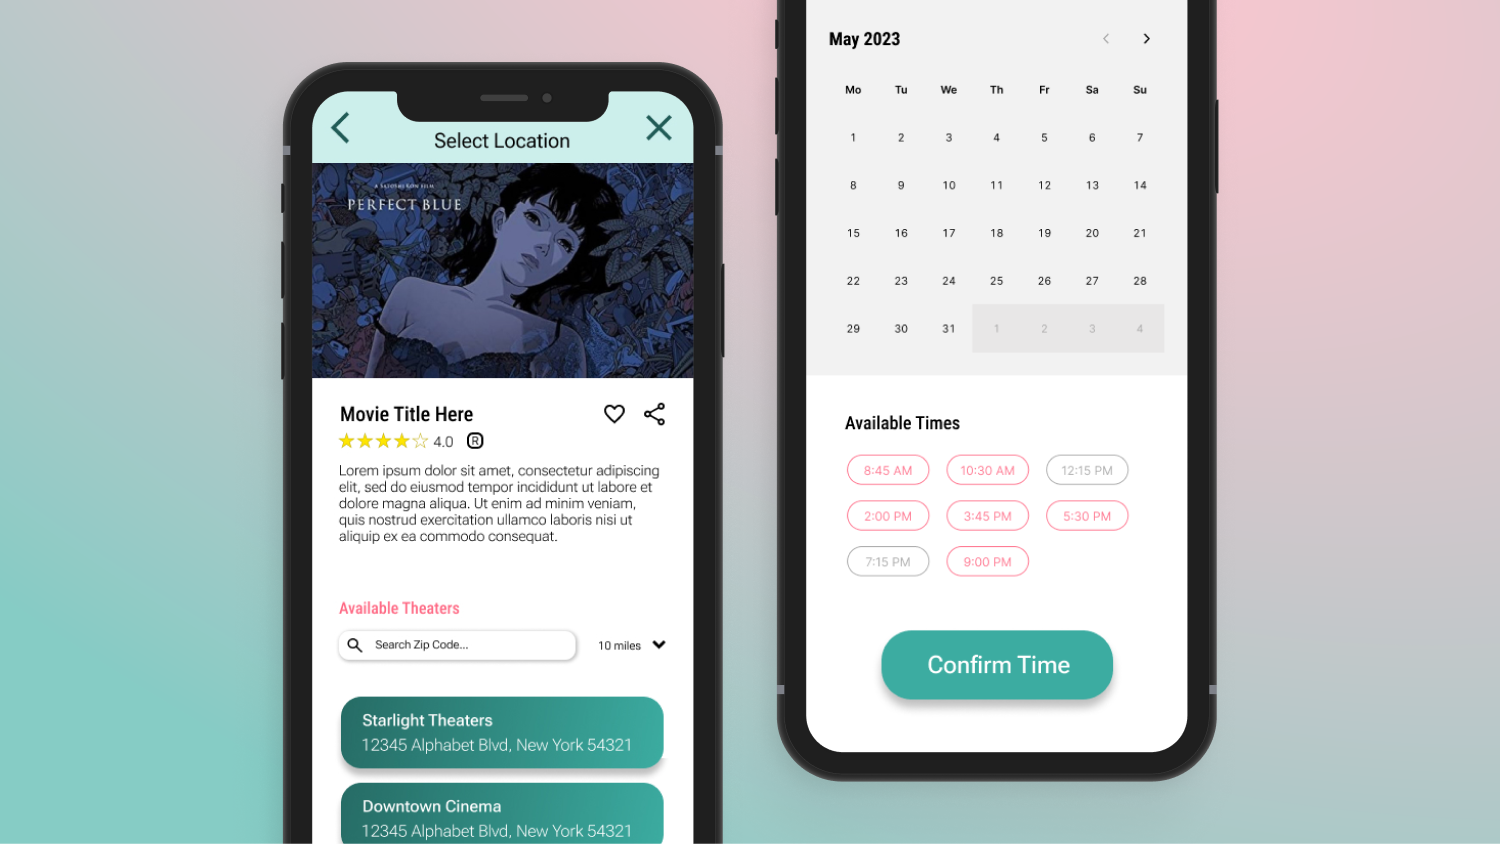 Select Location
A SATOSHI KON FILM
PERFECT BLUE
Movie Title Here
4.0 R
Lorem ipsum dolor sit amet, consectetur adipiscing
elit, sed do eiusmod tempor incididunt ut labore et
dolore magna aliqua. Ut enim ad minim veniam,
quis nostrud exercitation ullamco laboris nisi ut
aliquip ex ea commodo consequat.
Available Theaters
Search Zip Code... 10 miles
Starlight Theaters
12345 Alphabet Blvd, New York 54321
Downtown Cinema
12345 Alphabet Blvd, New York 54321
May 2023
Mo Tu We Th Fr Sa Su
1 2 3 4 5 6 7
8 9 10 11 12 13 14
15 16 17 18 19 20 21
22 23 24 25 26 27 28
29 30 31 1 2 3 4
Available Times
8:45 AM 10:30 AM 12:15 PM
2:00 PM 3:45 PM 5:30 PM
7:15 PM 9:00 PM
Confirm Time